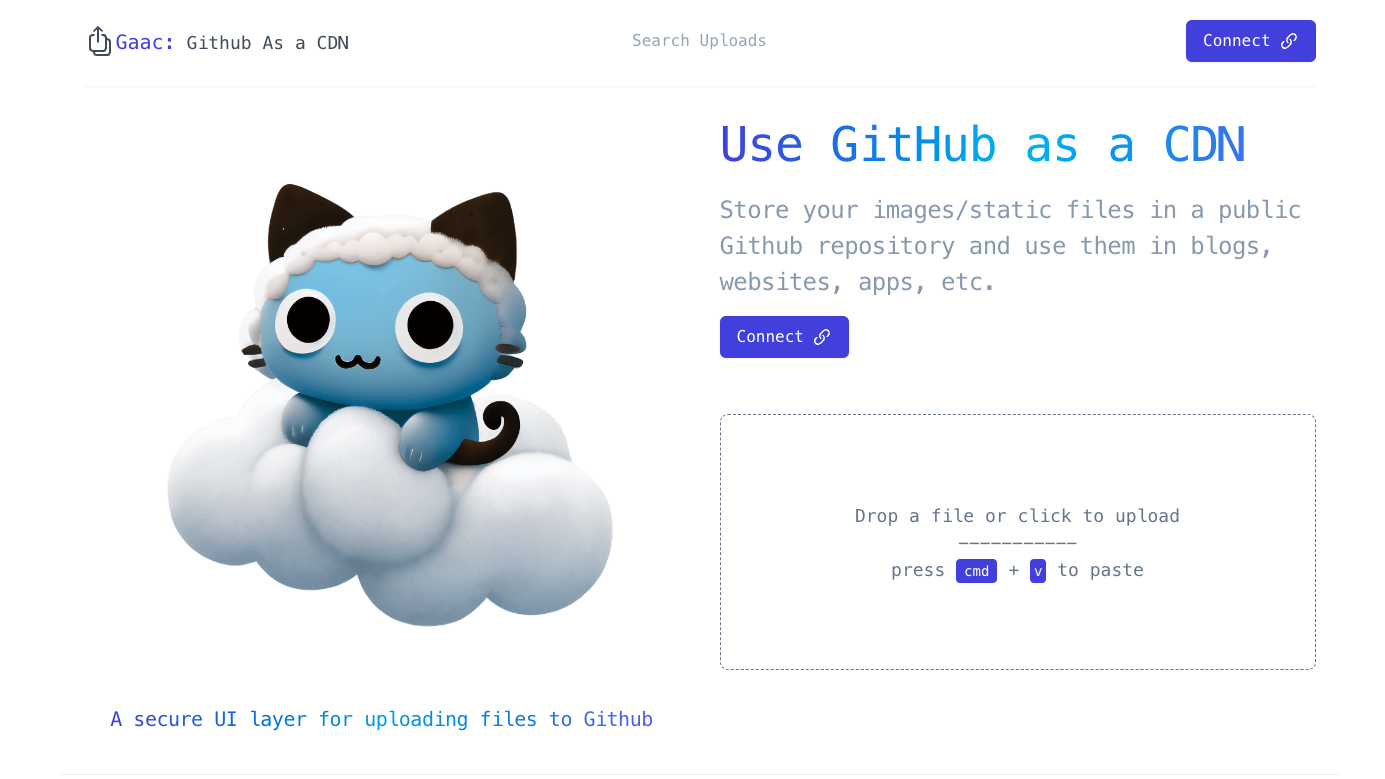 Gaac: Github As a CDN
Search Uploads
Connect
Use GitHub as a CDN
Store your images/static files in a public
Github repository and use them in blogs,
websites, apps, etc.
Connect
Drop a file or click to upload
___________
press cmd + v to paste
A secure UI layer for uploading files to Github